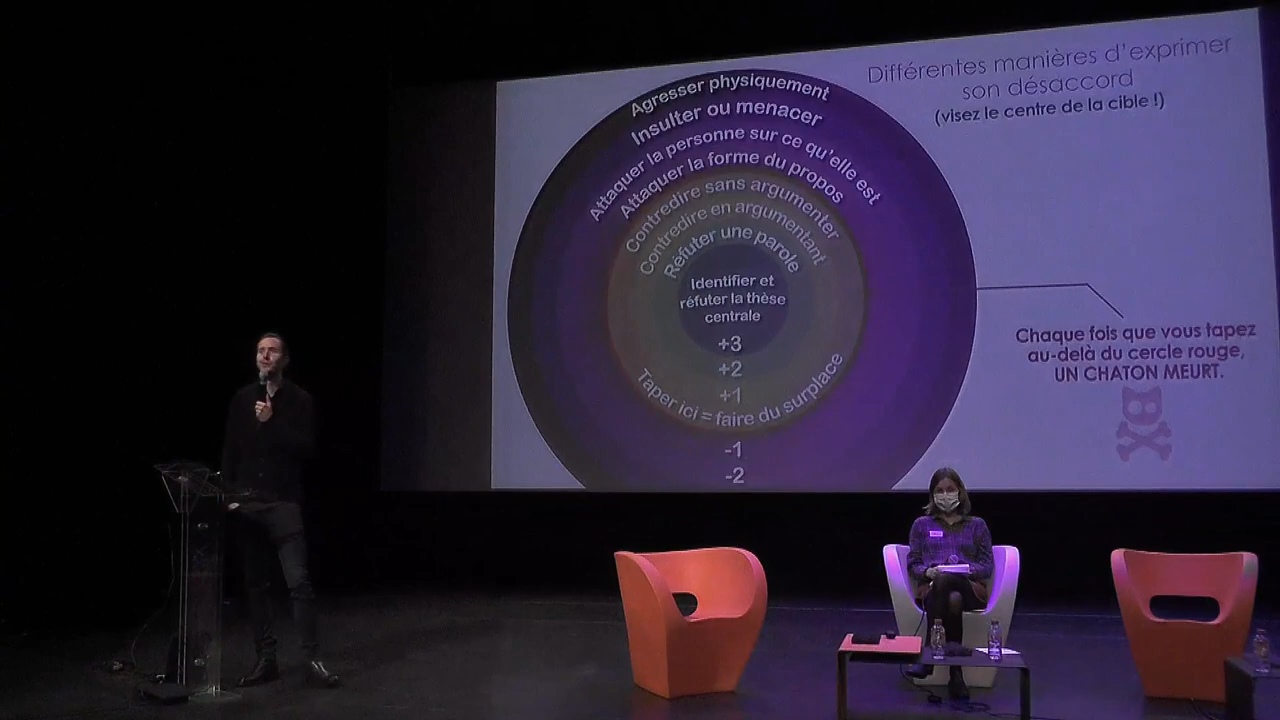 Différentes manières d'exprimer
son désaccord
(visez le centre de la cible !)
Agresser physiquement
Insulter ou menacer
Attaquer la personne sur ce qu'elle est
Attaquer la forme du propos
Contredire sans argumenter
Contredire en argumentant
Réfuter une parole
Identifier et
réfuter la thèse
centrale
+3
+2
+1
Taper ici = faire du surplace
-1
-2
Chaque fois que vous tapez
au-delà du cercle rouge,
UN CHATON MEURT.